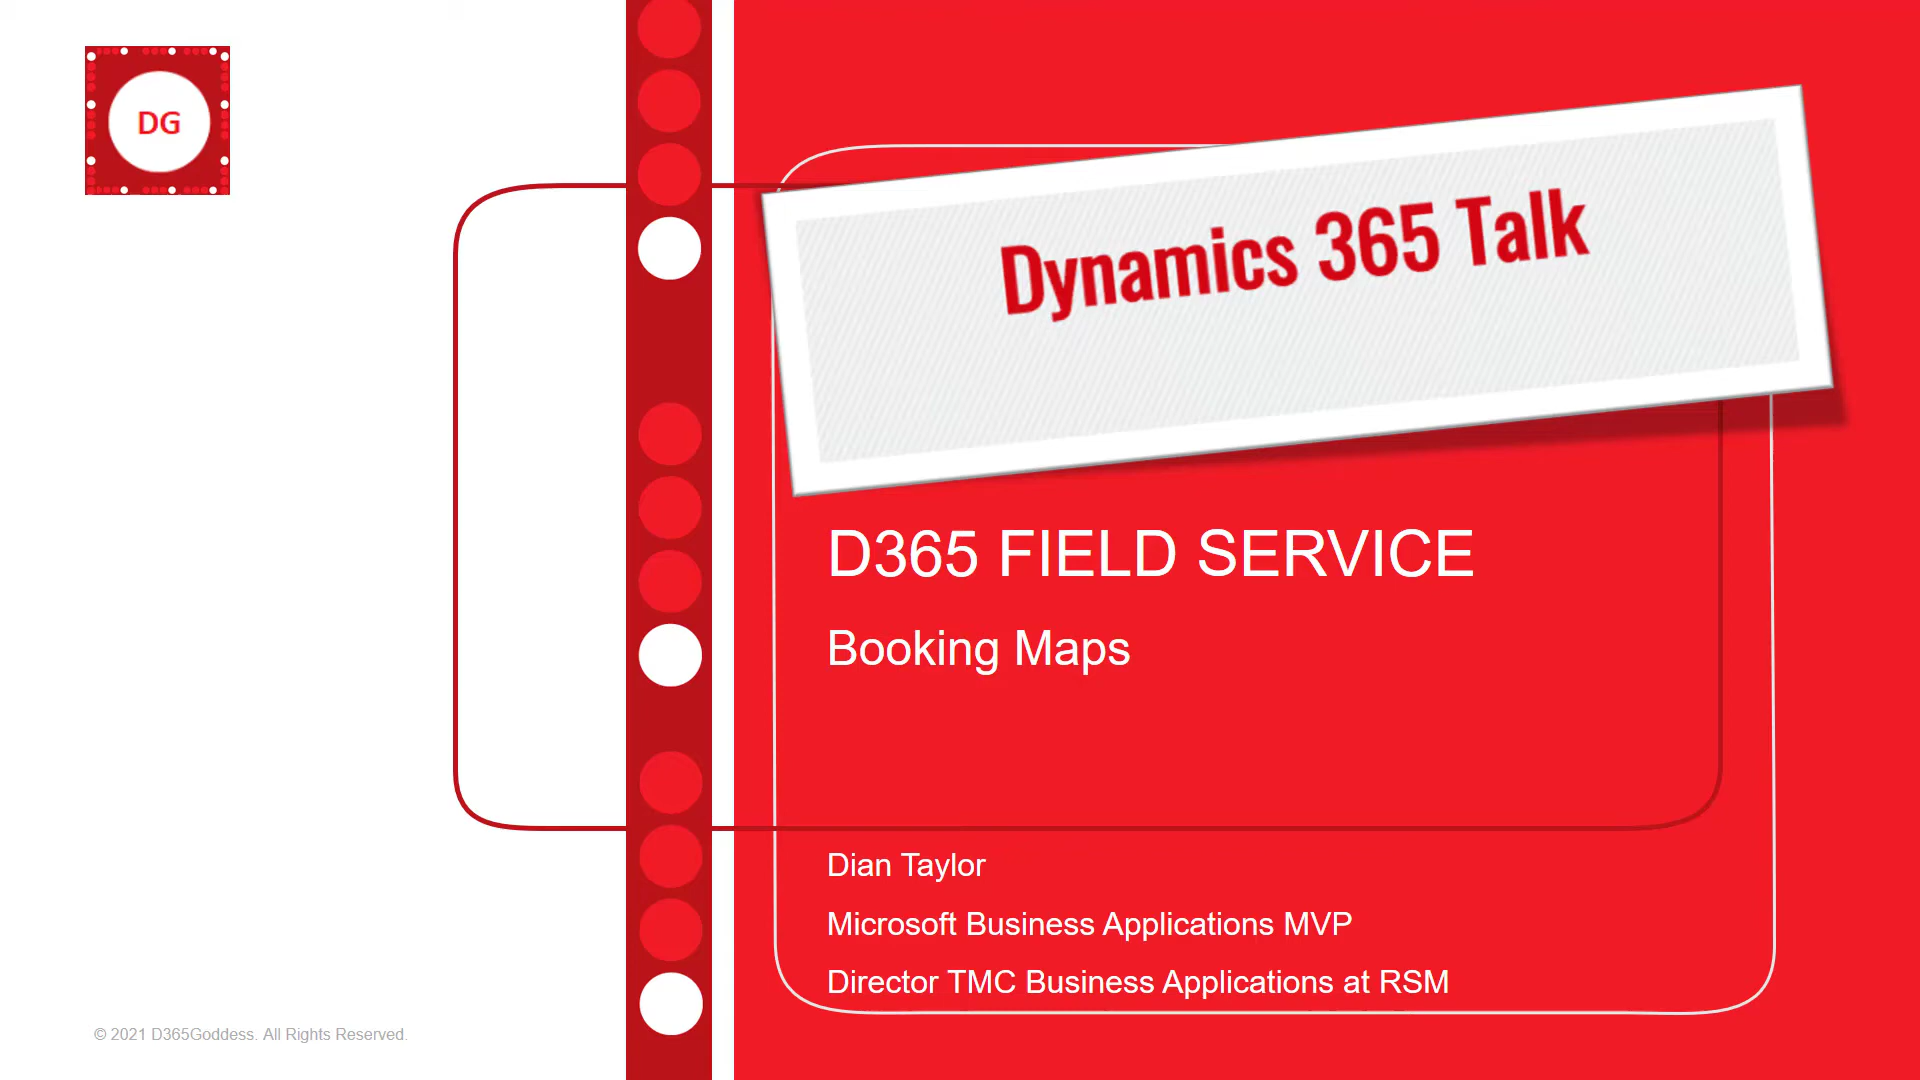 DG
Dynamics 365 Talk
D365 FIELD SERVICE
Booking Maps
Dian Taylor
Microsoft Business Applications MVP
Director TMC Business Applications at RSM
© 2021 D365Goddess. All Rights Reserved.